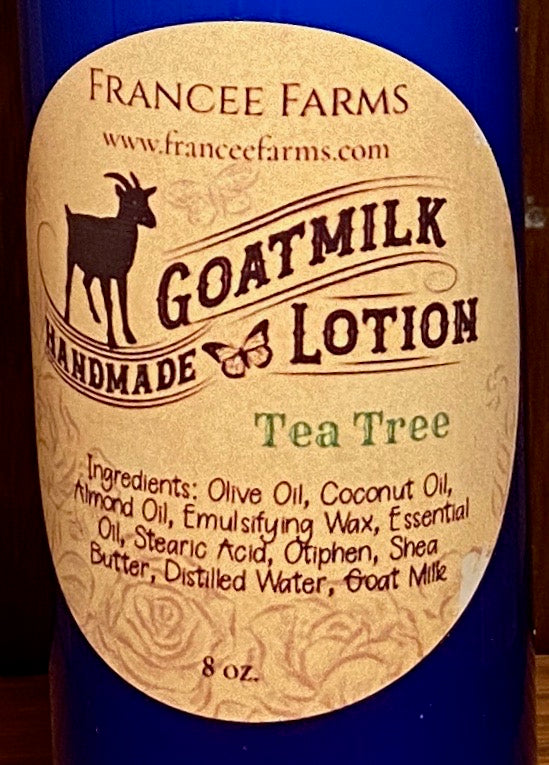 FRANCEE FARMS
www.franceefarms.com
GOATMILK
HANDMADE LOTION
Tea Tree
Ingredients: Olive Oil, Coconut Oil,
Almond Oil, Emulsifying Wax, Essential
Oil, Stearic Acid, Otiphen, Shea
Butter, Distilled Water, Goat Milk
8 oz.